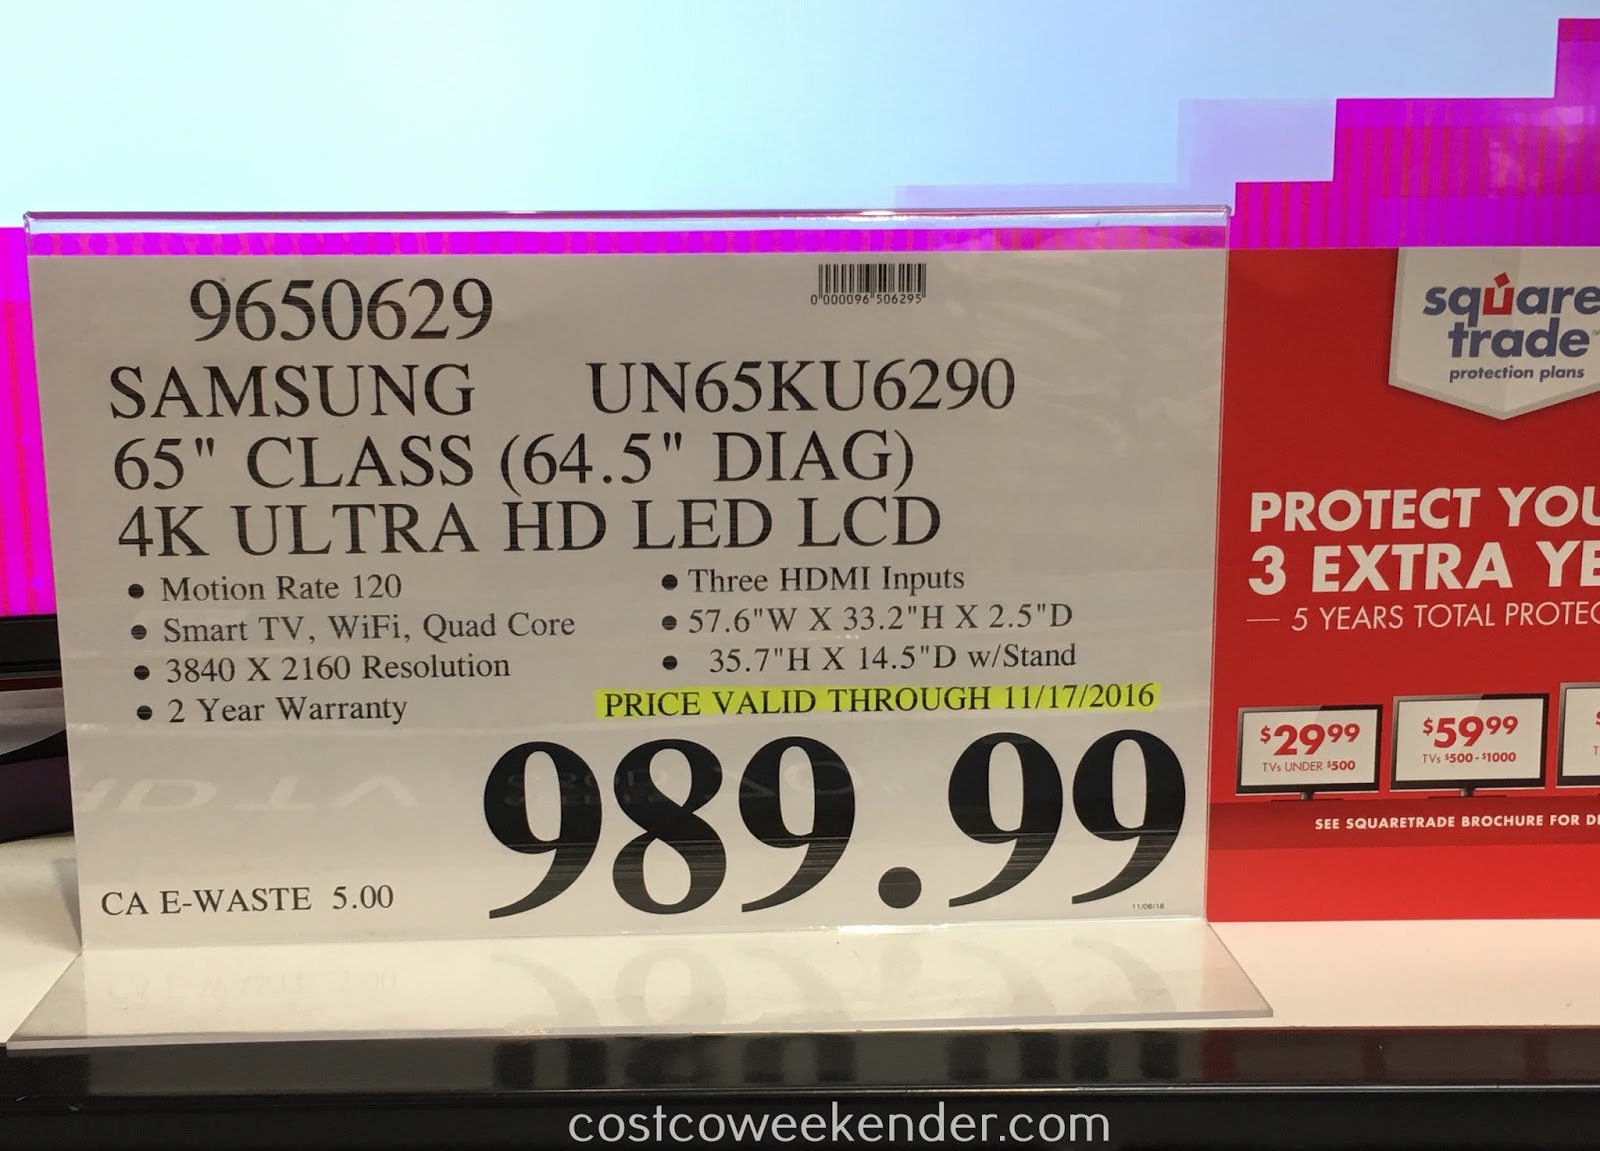 9650629
0 000096 506295
SAMSUNG UN65KU6290
65" CLASS (64.5" DIAG)
4K ULTRA HD LED LCD
• Motion Rate 120
• Smart TV, WiFi, Quad Core
• 3840 X 2160 Resolution
• 2 Year Warranty
• Three HDMI Inputs
• 57.6"W X 33.2"H X 2.5"D
• 35.7"H X 14.5"D w/Stand
PRICE VALID THROUGH 11/17/2016
989.99
CA E-WASTE 5.00
11/06/16
square
trade
protection plans
PROTECT YOU
3 EXTRA YE
— 5 YEARS TOTAL PROTEC
$29.99
TVs UNDER $500
$59.99
TVs $500-$1000
SEE SQUARETRADE BROCHURE FOR D
costcoweekender.com